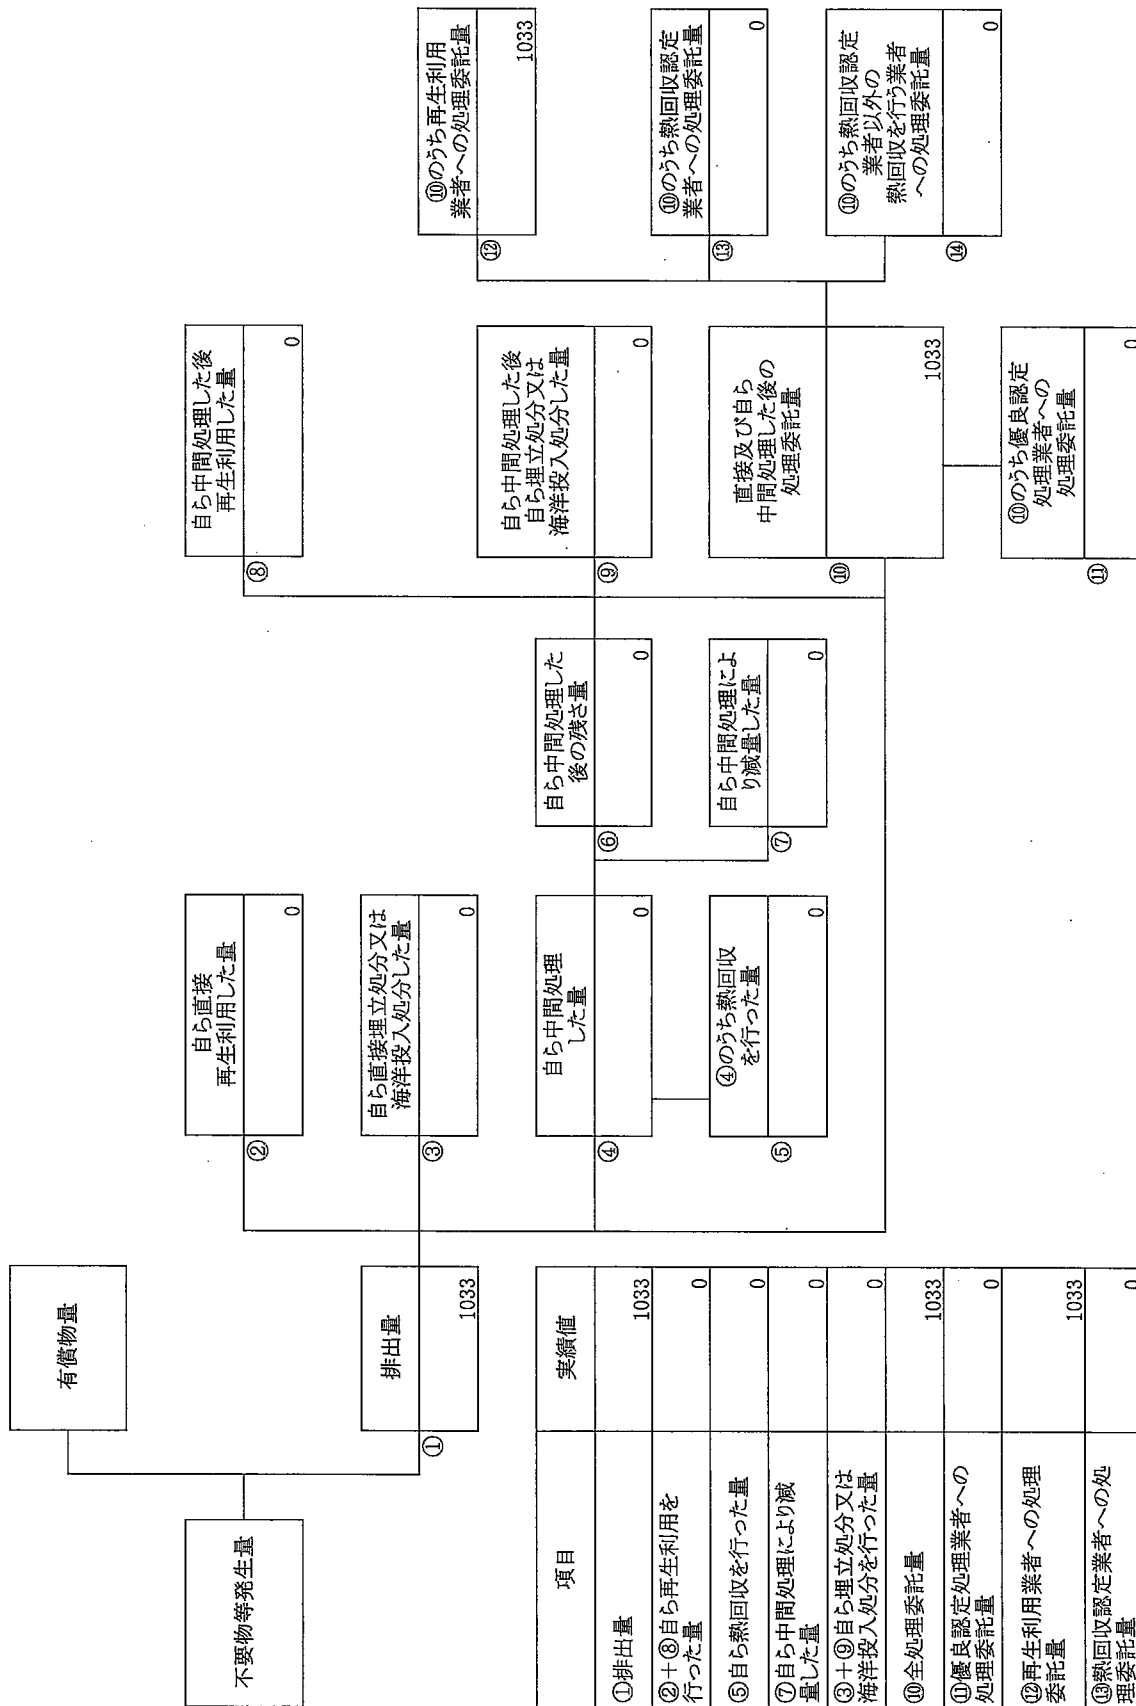 有償物量
不要物等発生量
排出量
①
1033
自ら直接
再生利用した量
②
0
自ら直接埋立処分又は
海洋投入処分した量
③
0
自ら中間処理
した量
④
0
④のうち熱回収
を行った量
⑤
0
自ら中間処理した
後の残さ量
⑥
0
自ら中間処理によ
り減量した量
⑦
0
自ら中間処理した後
再生利用した量
⑧
0
自ら中間処理した後
自ら埋立処分又は
海洋投入処分した量
⑨
0
直接及び自ら
中間処理した後の
処理委託量
⑩
1033
⑩のうち優良認定
処理業者への
処理委託量
⑪
0
⑩のうち再生利用
業者への処理委託量
⑫
1033
⑩のうち熱回収認定
業者への処理委託量
⑬
0
⑩のうち熱回収認定
業者以外の
熱回収を行う業者
への処理委託量
⑭
0
項目 実績値
①排出量 1033
②+⑧自ら再生利用を
行った量 0
⑤自ら熱回収を行った量 0
⑦自ら中間処理により減
量した量 0
③+⑨自ら埋立処分又は
海洋投入処分を行った量 0
⑩全処理委託量 1033
⑪優良認定処理業者への
処理委託量 0
⑫再生利用業者への処理
委託量 1033
⑬熱回収認定業者への処
理委託量 0